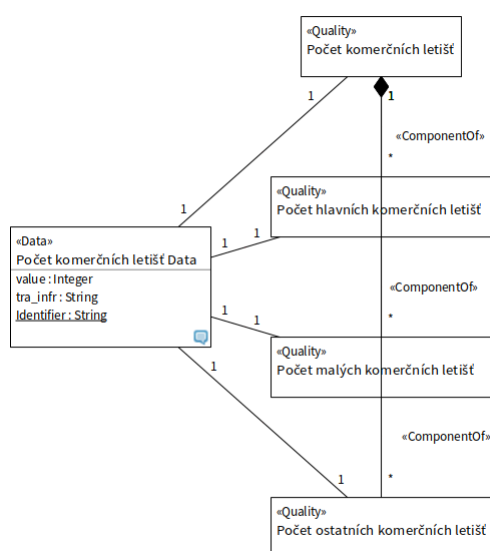 «Quality»
Počet komerčních letišť
1
1
«ComponentOf»
*
1
«Quality»
Počet hlavních komerčních letišť
«Data»
Počet komerčních letišť Data
value : Integer
tra_infr : String
Identifier : String
1
1
«ComponentOf»
*
1
1
«Quality»
Počet malých komerčních letišť
1
«ComponentOf»
1
*
«Quality»
Počet ostatních komerčních letišť